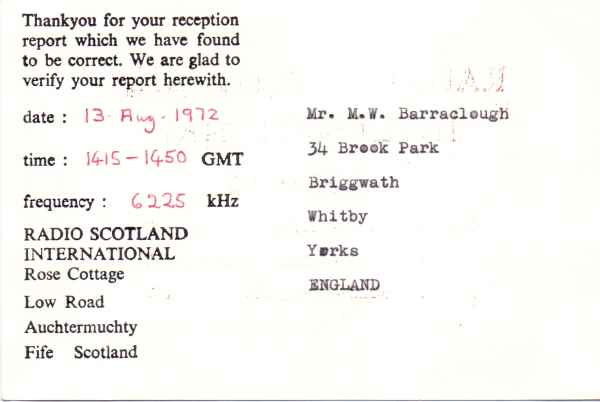 Thankyou for your reception
report which we have found
to be correct. We are glad to
verify your report herewith.
date : 13 Aug. 1972
time : 1415 - 1450 GMT
frequency : 6225 kHz
RADIO SCOTLAND
INTERNATIONAL
Rose Cottage
Low Road
Auchtermuchty
Fife Scotland
Mr. M.W. Barraclough
34 Brook Park
Briggwath
Whitby
Yorks
ENGLAND